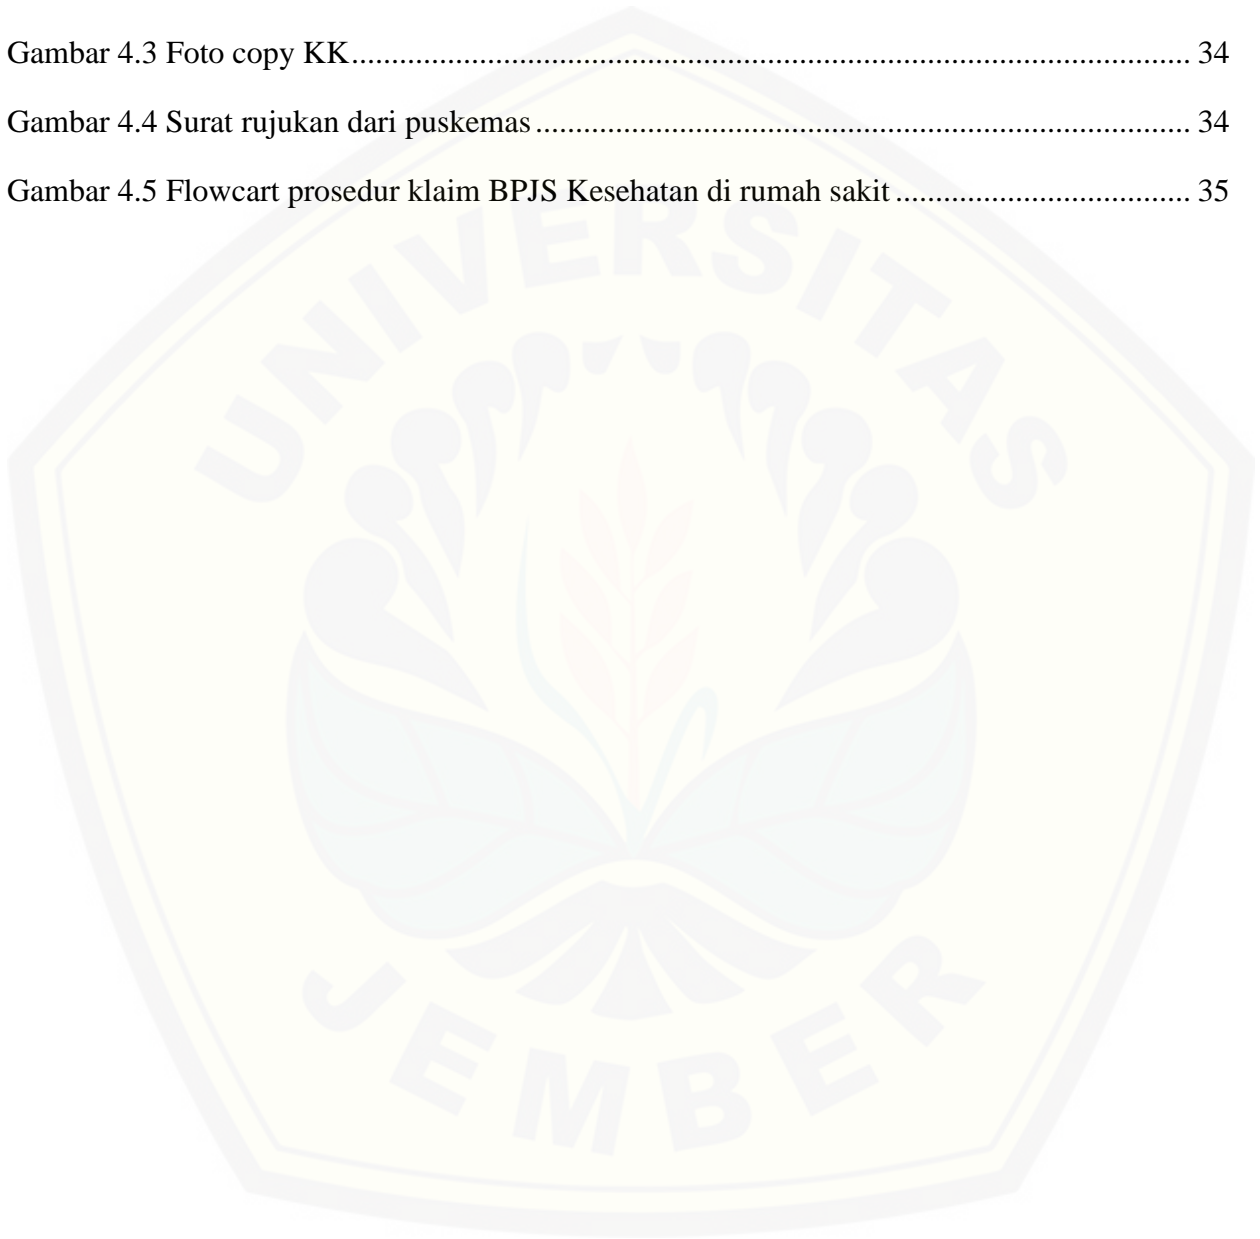 Gambar 4.3 Foto copy KK........................................................................................................ 34
Gambar 4.4 Surat rujukan dari puskemas ................................................................................. 34
Gambar 4.5 Flowcart prosedur klaim BPJS Kesehatan di rumah sakit .................................... 35
UNIVERSITAS
JEMBER